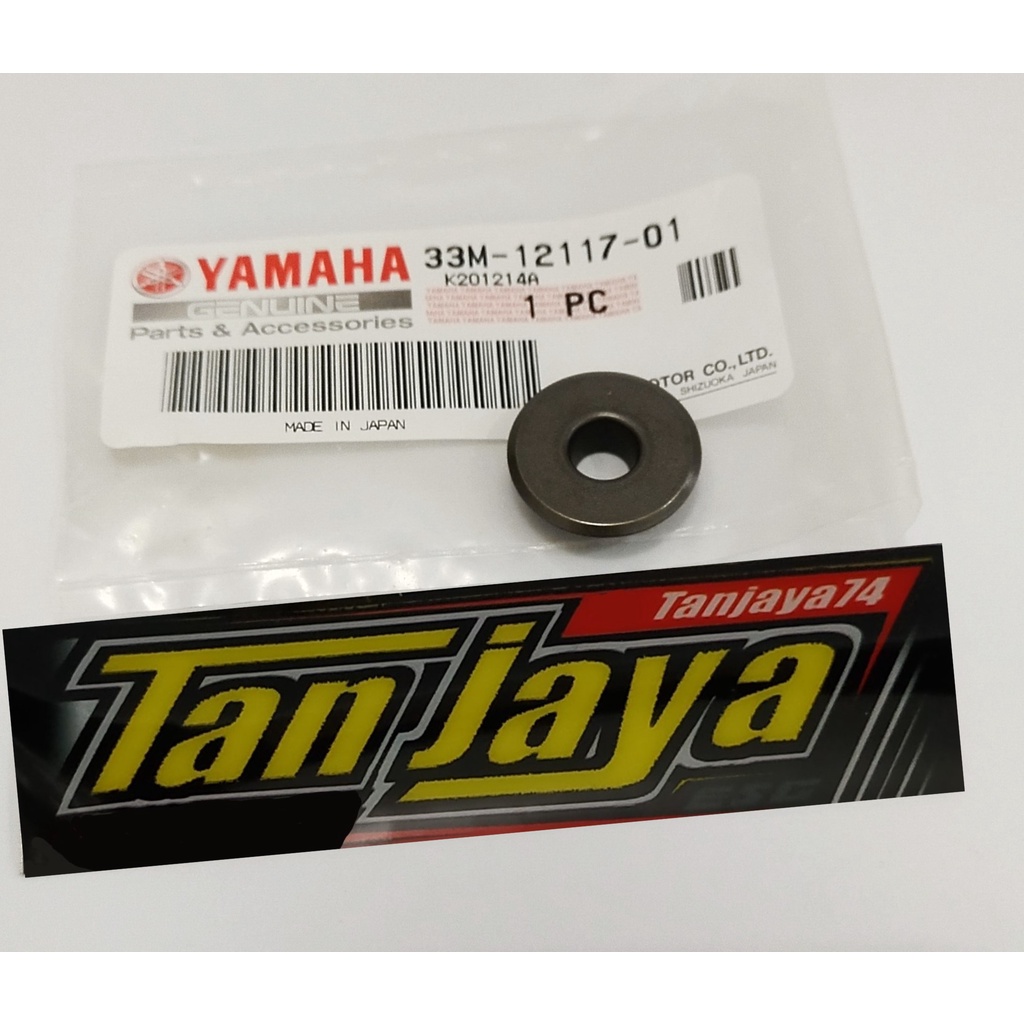 YAMAHA 33M-12117-01
K201214A
GENUINE 1 PC
Parts & Accessories
OTOR CO.,LTD.
SHIZUOKA JAPAN
MADE IN JAPAN
Tanjaya74
Tanjaya